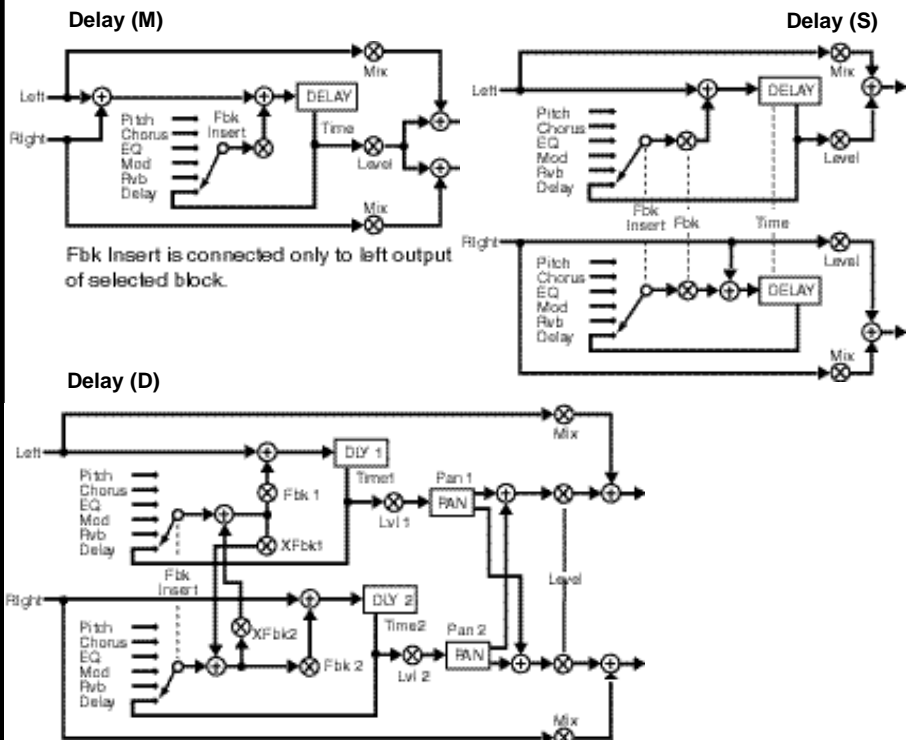 Delay (M)
Mix
Left
DELAY
Pitch
Chorus
EQ
Mod
Rvb
Delay
Fbk
Insert
Time
Level
Right
Mix
Fbk Insert is connected only to left output
of selected block.
Delay (S)
Mix
Left
DELAY
Pitch
Chorus
EQ
Mod
Rvb
Delay
Level
Fbk
Insert
Fbk
Time
Right
Level
Pitch
Chorus
EQ
Mod
Rvb
Delay
DELAY
Mix
Delay (D)
Mix
Left
DLY 1
Time1
Pitch
Chorus
EQ
Mod
Rvb
Delay
Fbk 1
XFbk1
Lvl 1
Pan 1
PAN
Fbk
Insert
Level
Right
DLY 2
Time2
Pitch
Chorus
EQ
Mod
Rvb
Delay
XFbk2
Fbk 2
Lvl 2
Pan 2
PAN
Mix